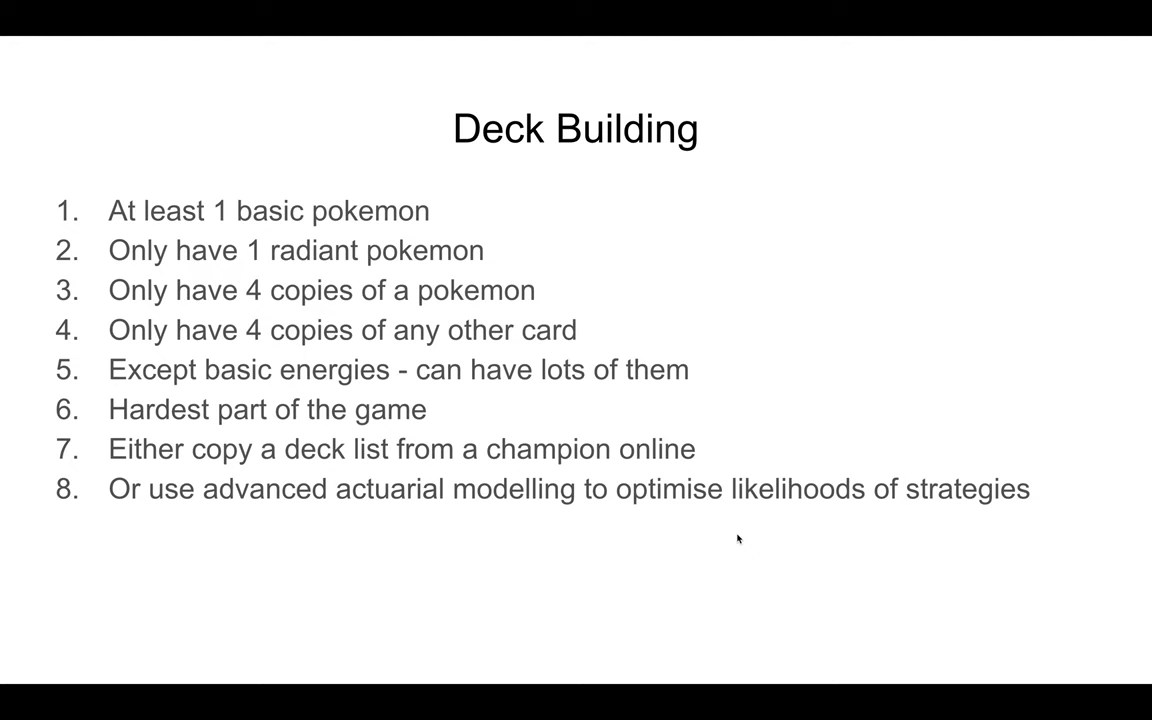 Deck Building
1. At least 1 basic pokemon
2. Only have 1 radiant pokemon
3. Only have 4 copies of a pokemon
4. Only have 4 copies of any other card
5. Except basic energies - can have lots of them
6. Hardest part of the game
7. Either copy a deck list from a champion online
8. Or use advanced actuarial modelling to optimise likelihoods of strategies